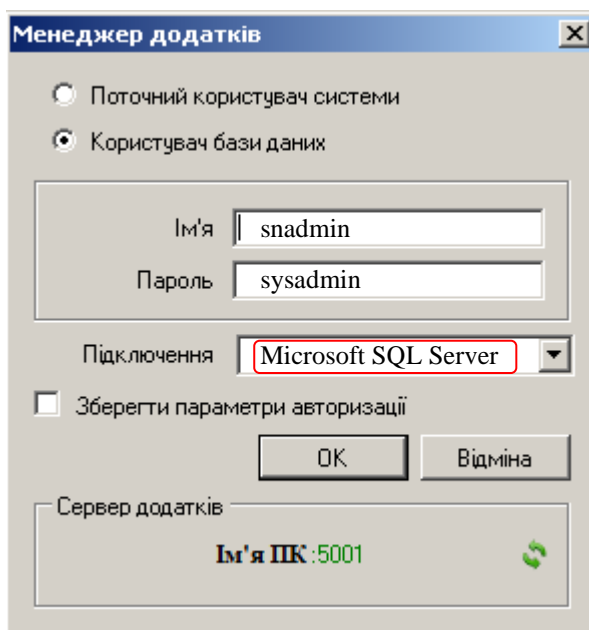 Менеджер додатків
Поточний користувач системи
Користувач бази даних
Ім'я snadmin
Пароль sysadmin
Підключення Microsoft SQL Server
Зберегти параметри авторизації
OK Відміна
Сервер додатків
Ім'я ПК:5001